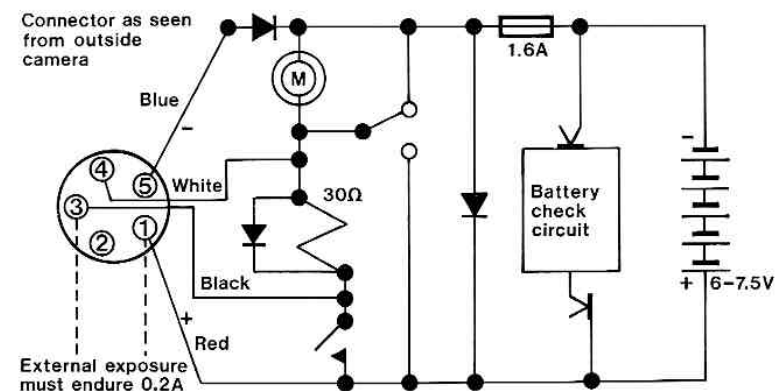 Connector as seen
from outside
camera
1.6A
M
Blue
-
-
4
5
White
30Ω
3
Battery
check
circuit
1
2
Black
+ 6-7.5V
+
Red
External exposure
must endure 0.2A